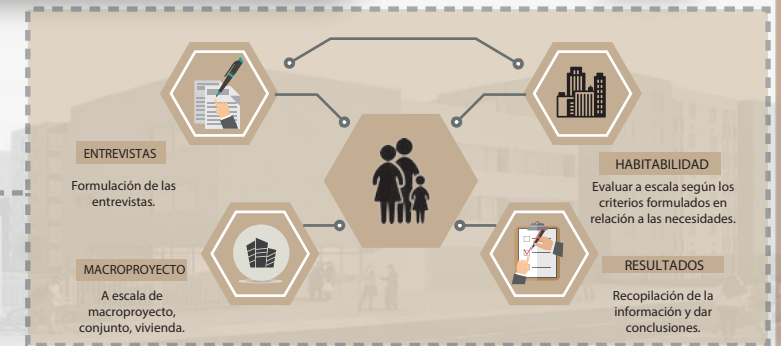 ENTREVISTAS
Formulación de las
entrevistas.
MACROPROYECTO
A escala de
macroproyecto,
conjunto, vivienda.
HABITABILIDAD
Evaluar a escala según los
criterios formulados en
relación a las necesidades.
RESULTADOS
Recopilación de la
información y dar
conclusiones.